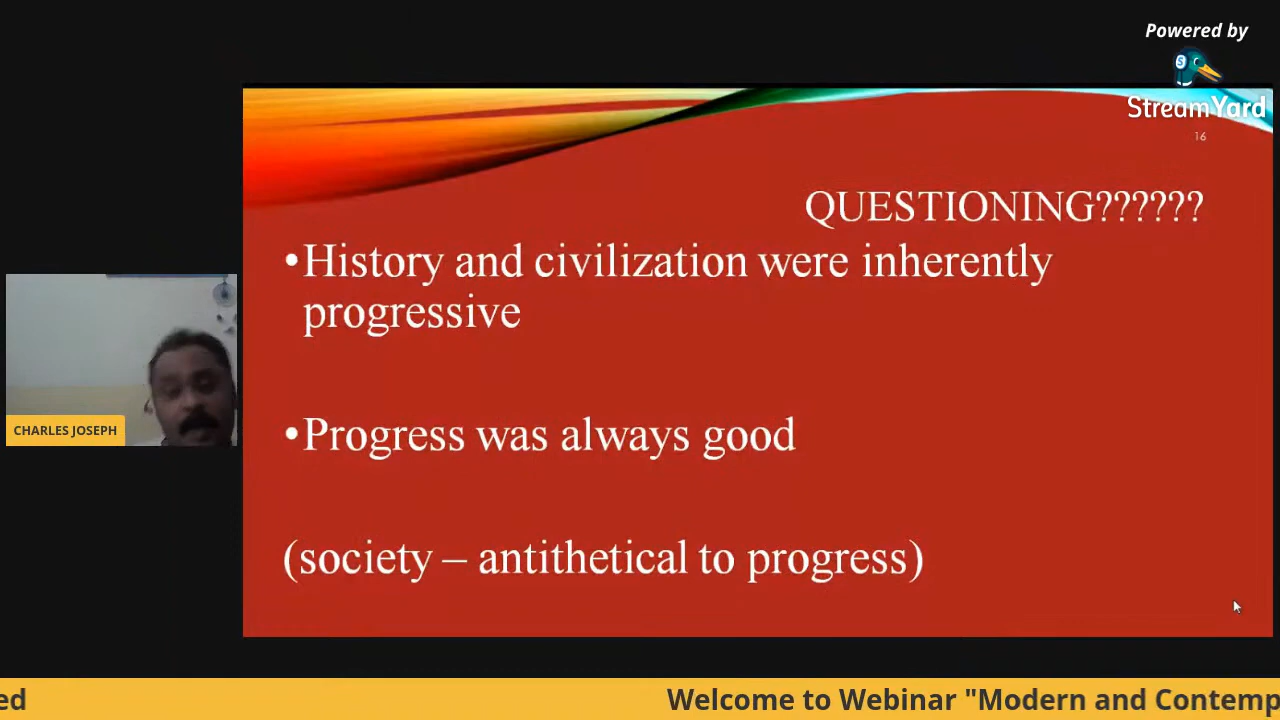 Powered by
StreamYard
16
QUESTIONING??????
•History and civilization were inherently
progressive
•Progress was always good
(society – antithetical to progress)
CHARLES JOSEPH
ed Welcome to Webinar "Modern and Contemp